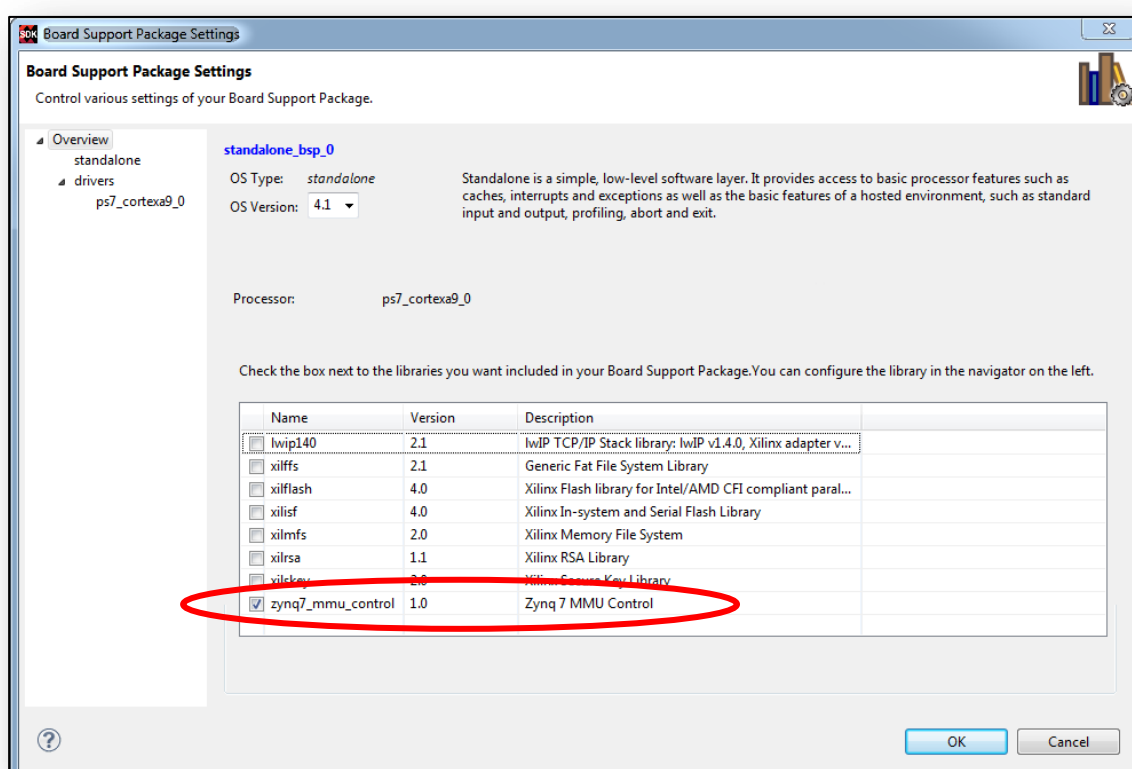 SDK Board Support Package Settings
Board Support Package Settings
Control various settings of your Board Support Package.
Overview
standalone
drivers
ps7_cortexa9_0
standalone_bsp_0
OS Type: standalone
OS Version: 4.1
Standalone is a simple, low-level software layer. It provides access to basic processor features such as
caches, interrupts and exceptions as well as the basic features of a hosted environment, such as standard
input and output, profiling, abort and exit.
Processor: ps7_cortexa9_0
Check the box next to the libraries you want included in your Board Support Package.You can configure the library in the navigator on the left.
Name Version Description
lwip140 2.1 lwIP TCP/IP Stack library: lwIP v1.4.0, Xilinx adapter v...
xilffs 2.1 Generic Fat File System Library
xilflash 4.0 Xilinx Flash library for Intel/AMD CFI compliant paral...
xilisf 4.0 Xilinx In-system and Serial Flash Library
xilmfs 2.0 Xilinx Memory File System
xilrsa 1.1 Xilinx RSA Library
xilskey 2.0 Xilinx Secure Key Library
zynq7_mmu_control 1.0 Zynq 7 MMU Control
?
OK Cancel